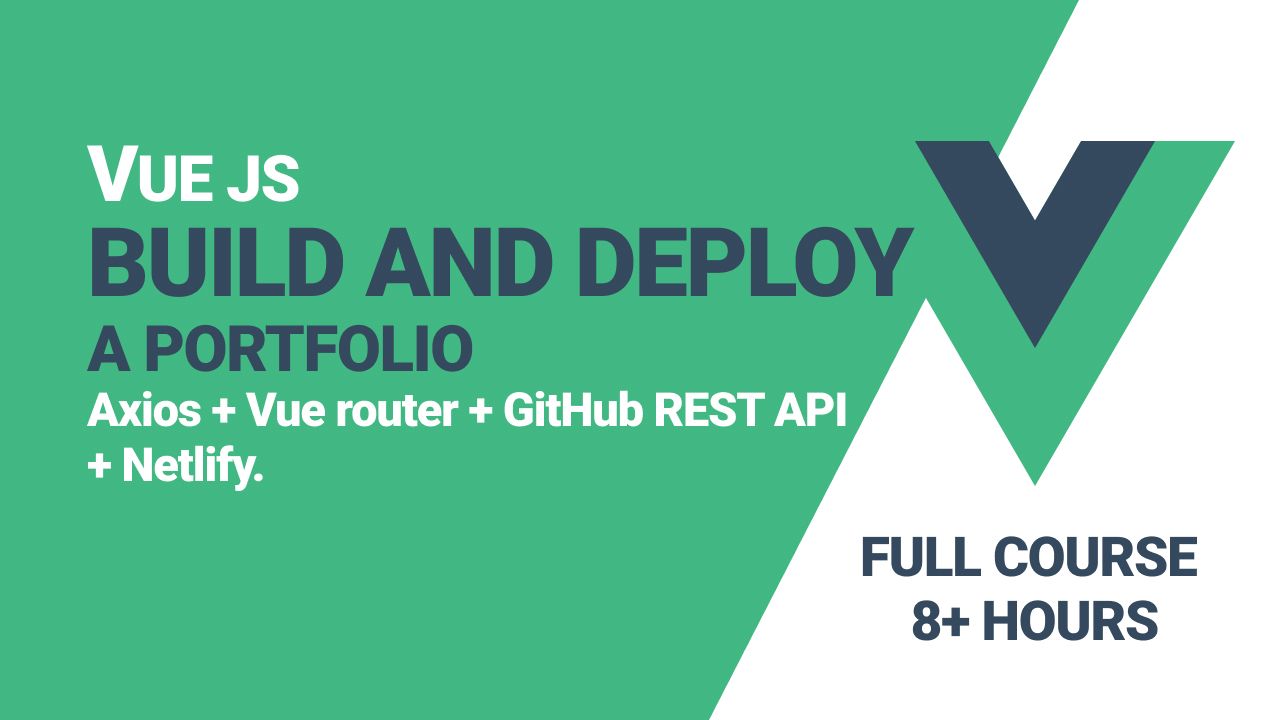 VUE JS
BUILD AND DEPLOY
A PORTFOLIO
Axios + Vue router + GitHub REST API
+ Netlify.
FULL COURSE
8+ HOURS